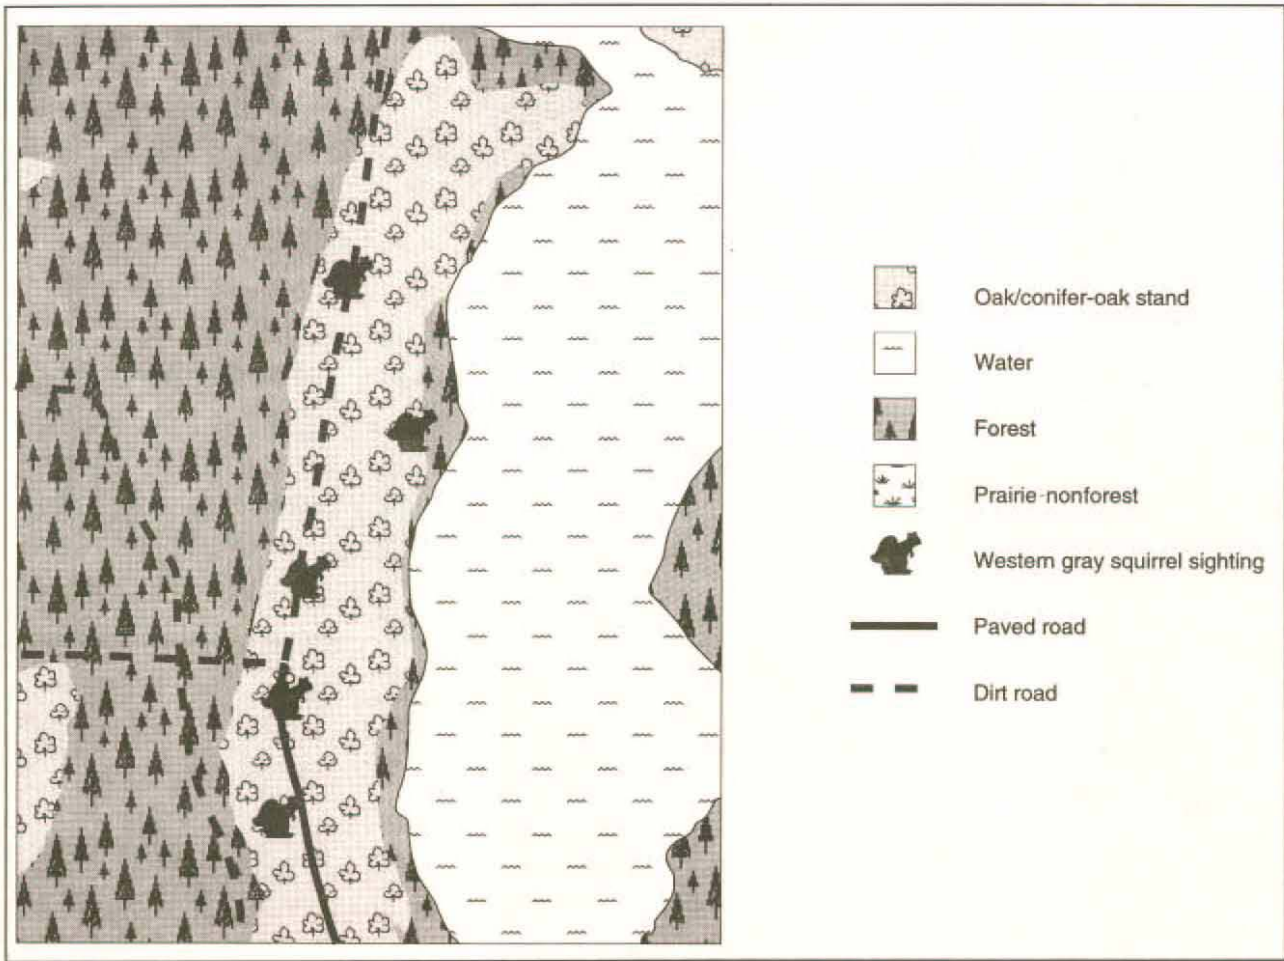 Oak/conifer-oak stand
Water
Forest
Prairie-nonforest
Western gray squirrel sighting
Paved road
Dirt road